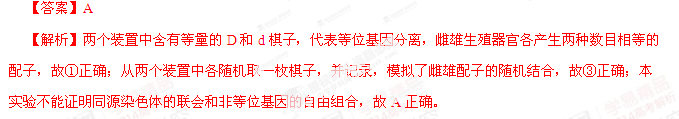 【答案】A
【解析】两个装置中含有等量的 D 和 d 棋子，代表等位基因分离，雌雄生殖器官各产生两种数目相等的
配子，故①正确；从两个装置中各随机取一枚棋子，并记录，模拟了雌雄配子的随机结合，故③正确；本
实验不能证明同源染色体的联会和非等位基因的自由组合，故 A 正确。